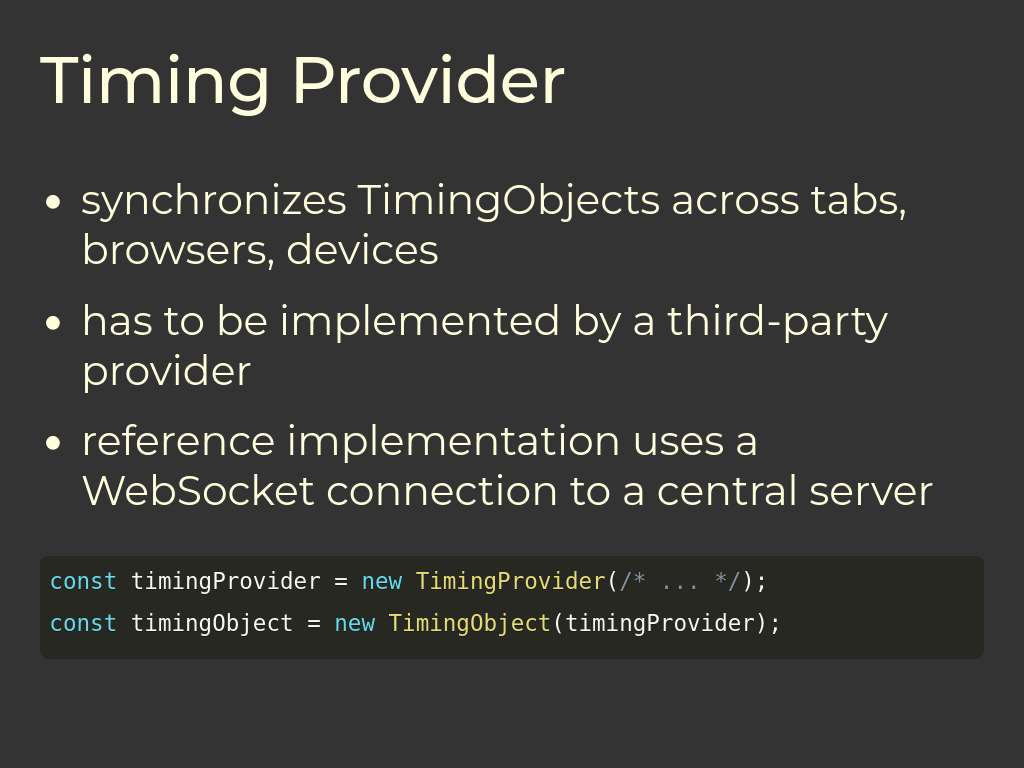 Timing Provider
• synchronizes TimingObjects across tabs,
browsers, devices
• has to be implemented by a third-party
provider
• reference implementation uses a
WebSocket connection to a central server
const timingProvider = new TimingProvider(/* ... */);
const timingObject = new TimingObject(timingProvider);